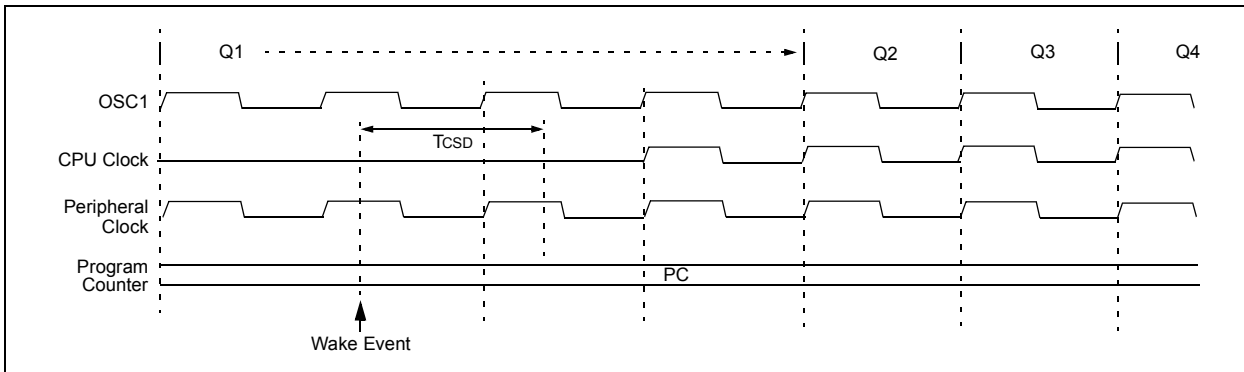 Q1
Q2
Q3
Q4
OSC1
TCSD
CPU Clock
Peripheral
Clock
Program
Counter
PC
Wake Event